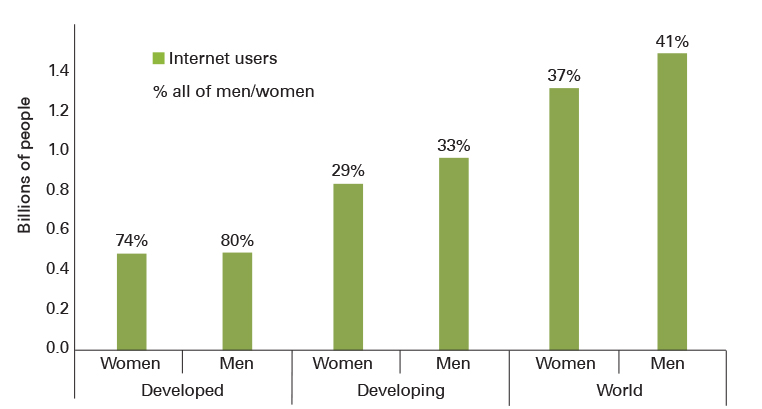 Internet users
% all of men/women
Billions of people
1.4
1.2
1.0
0.8
0.6
0.4
0.2
0.0
74%
80%
29%
33%
37%
41%
Women Men Women Men Women Men
Developed Developing World